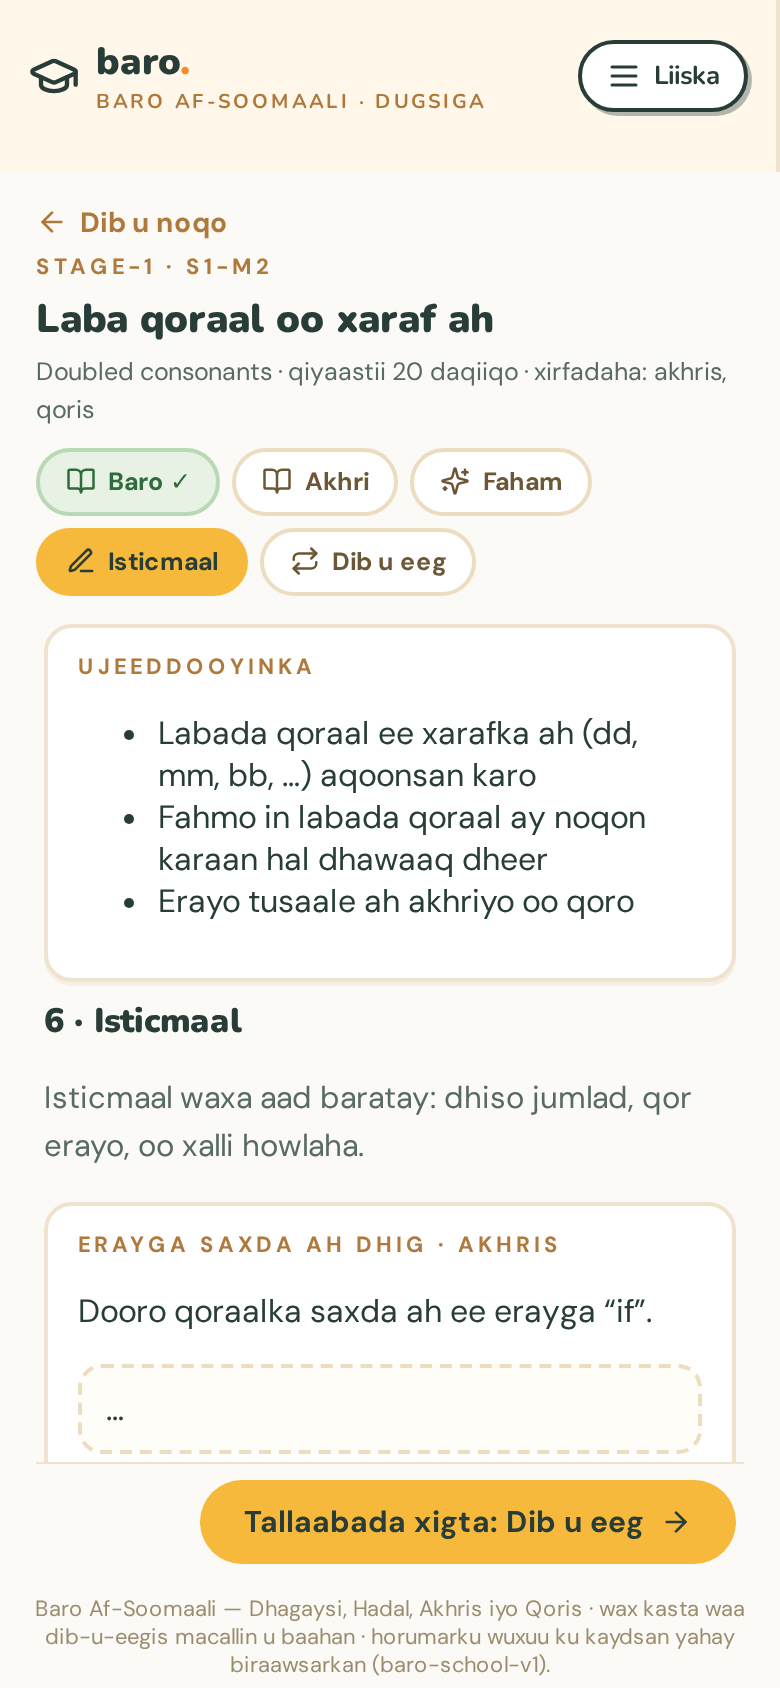 baro.
BARO AF-SOOMAALI · DUGSIGA
Liiska
← Dib u noqo
STAGE-1 · S1-M2
Laba qoraal oo xaraf ah
Doubled consonants · qiyaastii 20 daqiiqo · xirfadaha: akhris,
qoris
Baro ✓
Akhri
Faham
Isticmaal
Dib u eeg
UJEEDDOOYINKA
• Labada qoraal ee xarafka ah (dd,
mm, bb, ...) aqoonsan karo
• Fahmo in labada qoraal ay noqon
karaan hal dhawaaq dheer
• Erayo tusaale ah akhriyo oo qoro
6 · Isticmaal
Isticmaal waxa aad baratay: dhiso jumlad, qor
erayo, oo xalli howlaha.
ERAYGA SAXDA AH DHIG · AKHRIS
Dooro qoraalka saxda ah ee erayga “if”.
...
Tallaabada xigta: Dib u eeg →
Baro Af-Soomaali — Dhagaysi, Hadal, Akhris iyo Qoris · wax kasta waa
dib-u-eegis macallin u baahan · horumarku wuxuu ku kaydsan yahay
biraawsarkan (baro-school-v1).